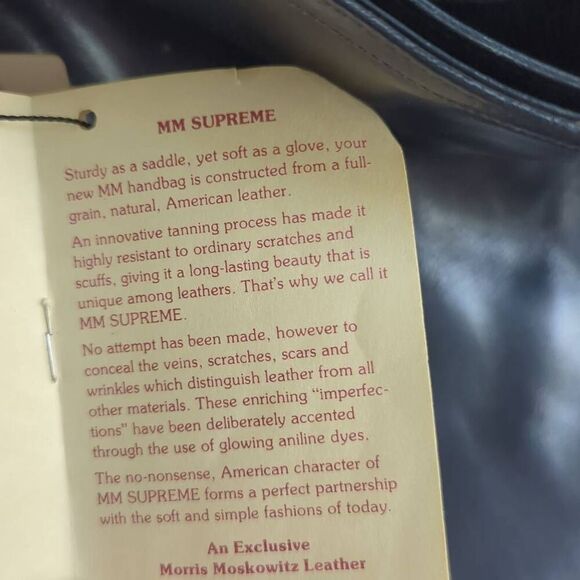 MM SUPREME
Sturdy as a saddle, yet soft as a glove, your
new MM handbag is constructed from a full-
grain, natural, American leather.
An innovative tanning process has made it
highly resistant to ordinary scratches and
scuffs, giving it a long-lasting beauty that is
unique among leathers. That's why we call it
MM SUPREME.
No attempt has been made, however to
conceal the veins, scratches, scars and
wrinkles which distinguish leather from all
other materials. These enriching “imperfec-
tions” have been deliberately accented
through the use of glowing aniline dyes.
The no-nonsense, American character of
MM SUPREME forms a perfect partnership
with the soft and simple fashions of today.
An Exclusive
Morris Moskowitz Leather